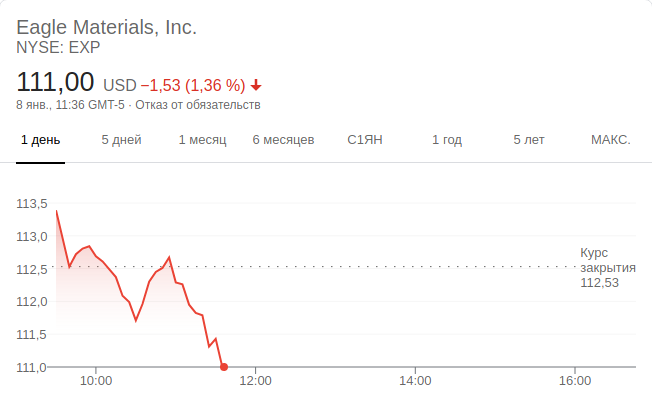 Eagle Materials, Inc.
NYSE: EXP
111,00 USD −1,53 (1,36 %)
8 янв., 11:36 GMT-5 · Отказ от обязательств
1 день 5 дней 1 месяц 6 месяцев С1ЯН 1 год 5 лет МАКС.
113,5
113,0
Курс
112,5 закрытия
112,53
112,0
111,5
111,0
10:00 12:00 14:00 16:00